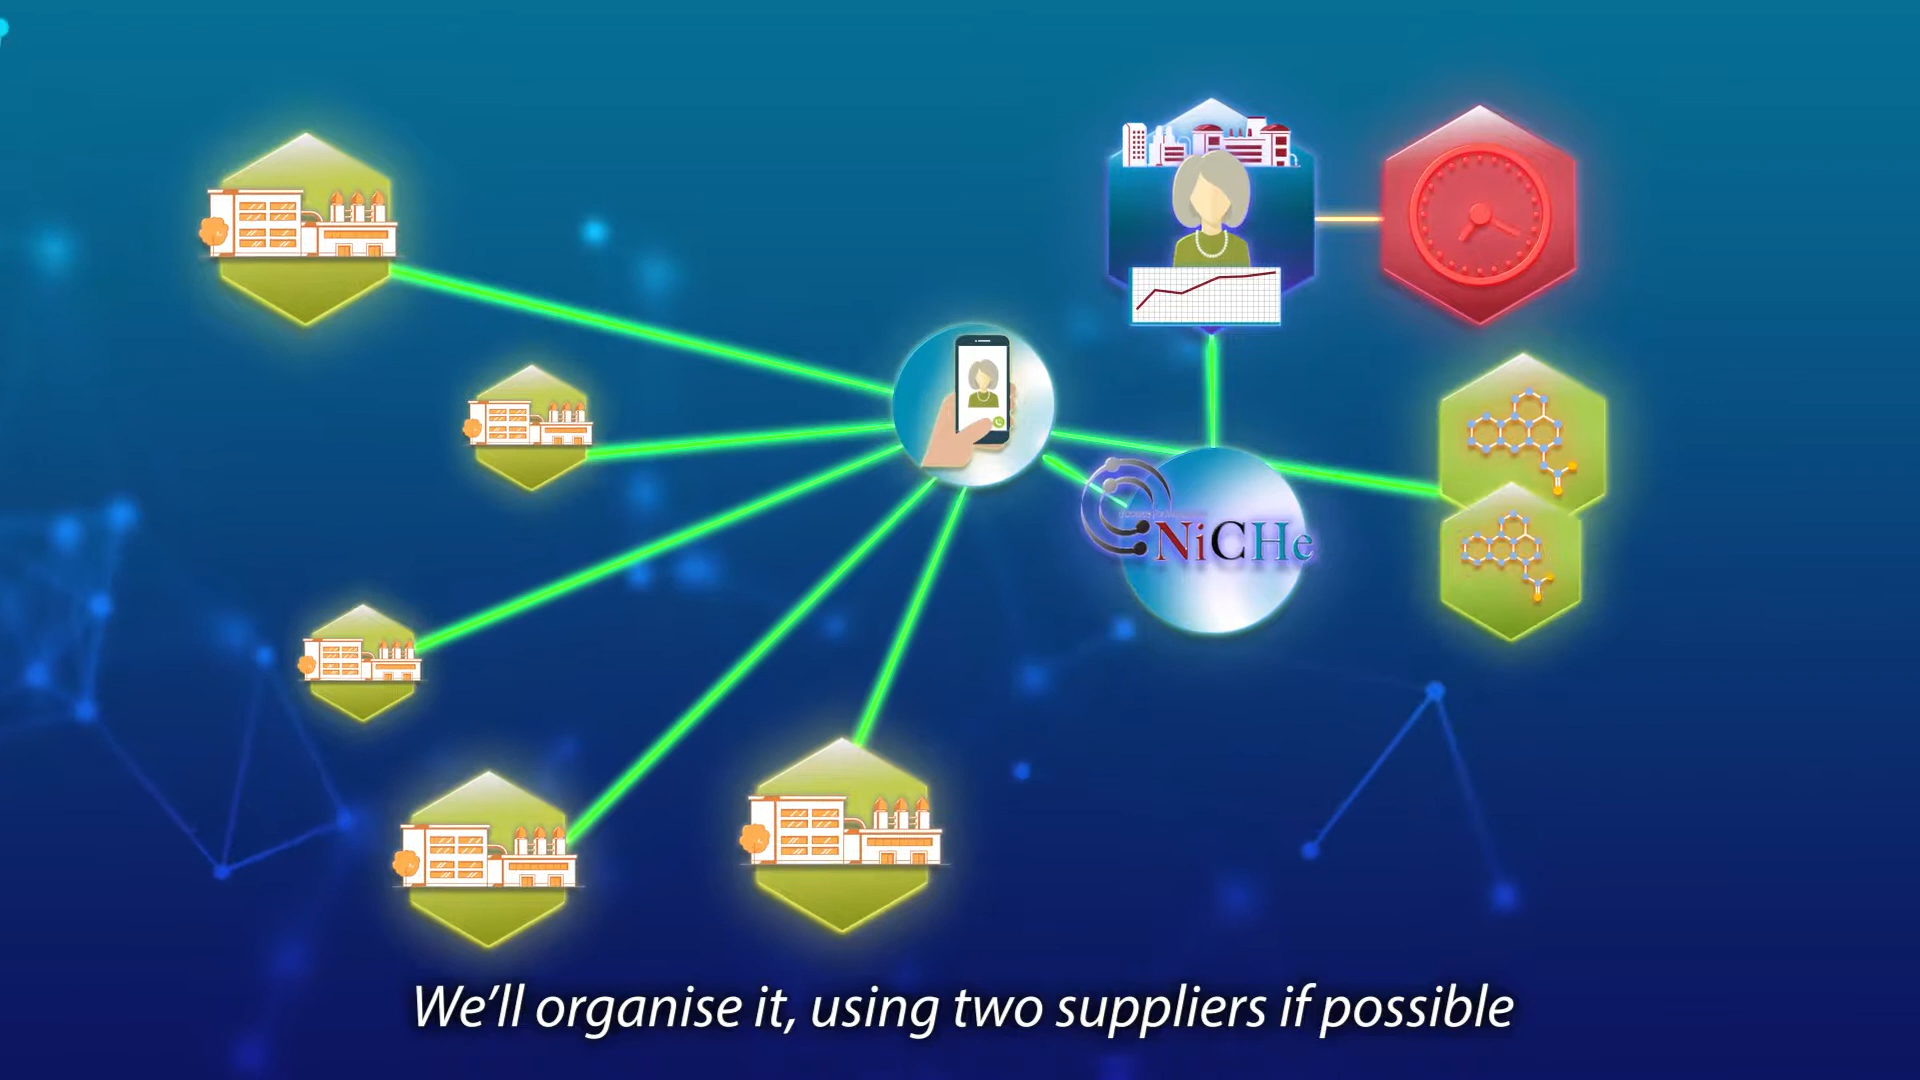 NiCHe
We'll organise it, using two suppliers if possible